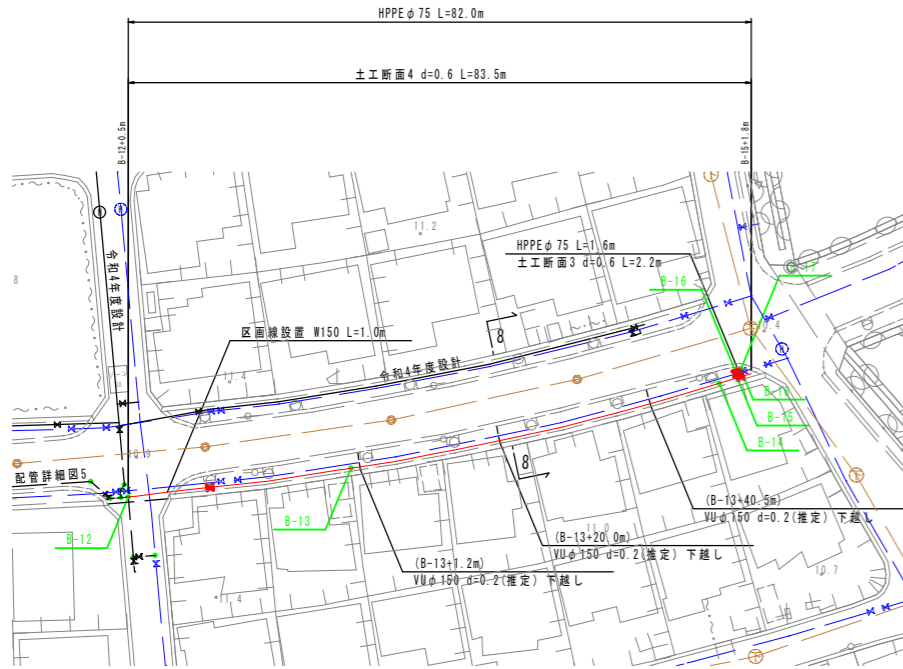 HPPEφ75 L=82.0m
土工断面4 d=0.6 L=83.5m
B-12+0.5m
B-15+1.8m
令和4年度設計
8
11.2
HPPEφ75 L=1.6m
土工断面3 d=0.6 L=2.2m
B-16
B-17
区画線設置 W150 L=1.0m
8
令和4年度設計
11.4
10.9
配管詳細図5
B-15
B-14
8
B-13
B-12
(B-13+40.5m)
VUφ150 d=0.2(推定) 下越し
11.0
(B-13+20.0m)
VUφ150 d=0.2(推定) 下越し
(B-13+1.2m)
VUφ150 d=0.2(推定) 下越し
10.7
11.4